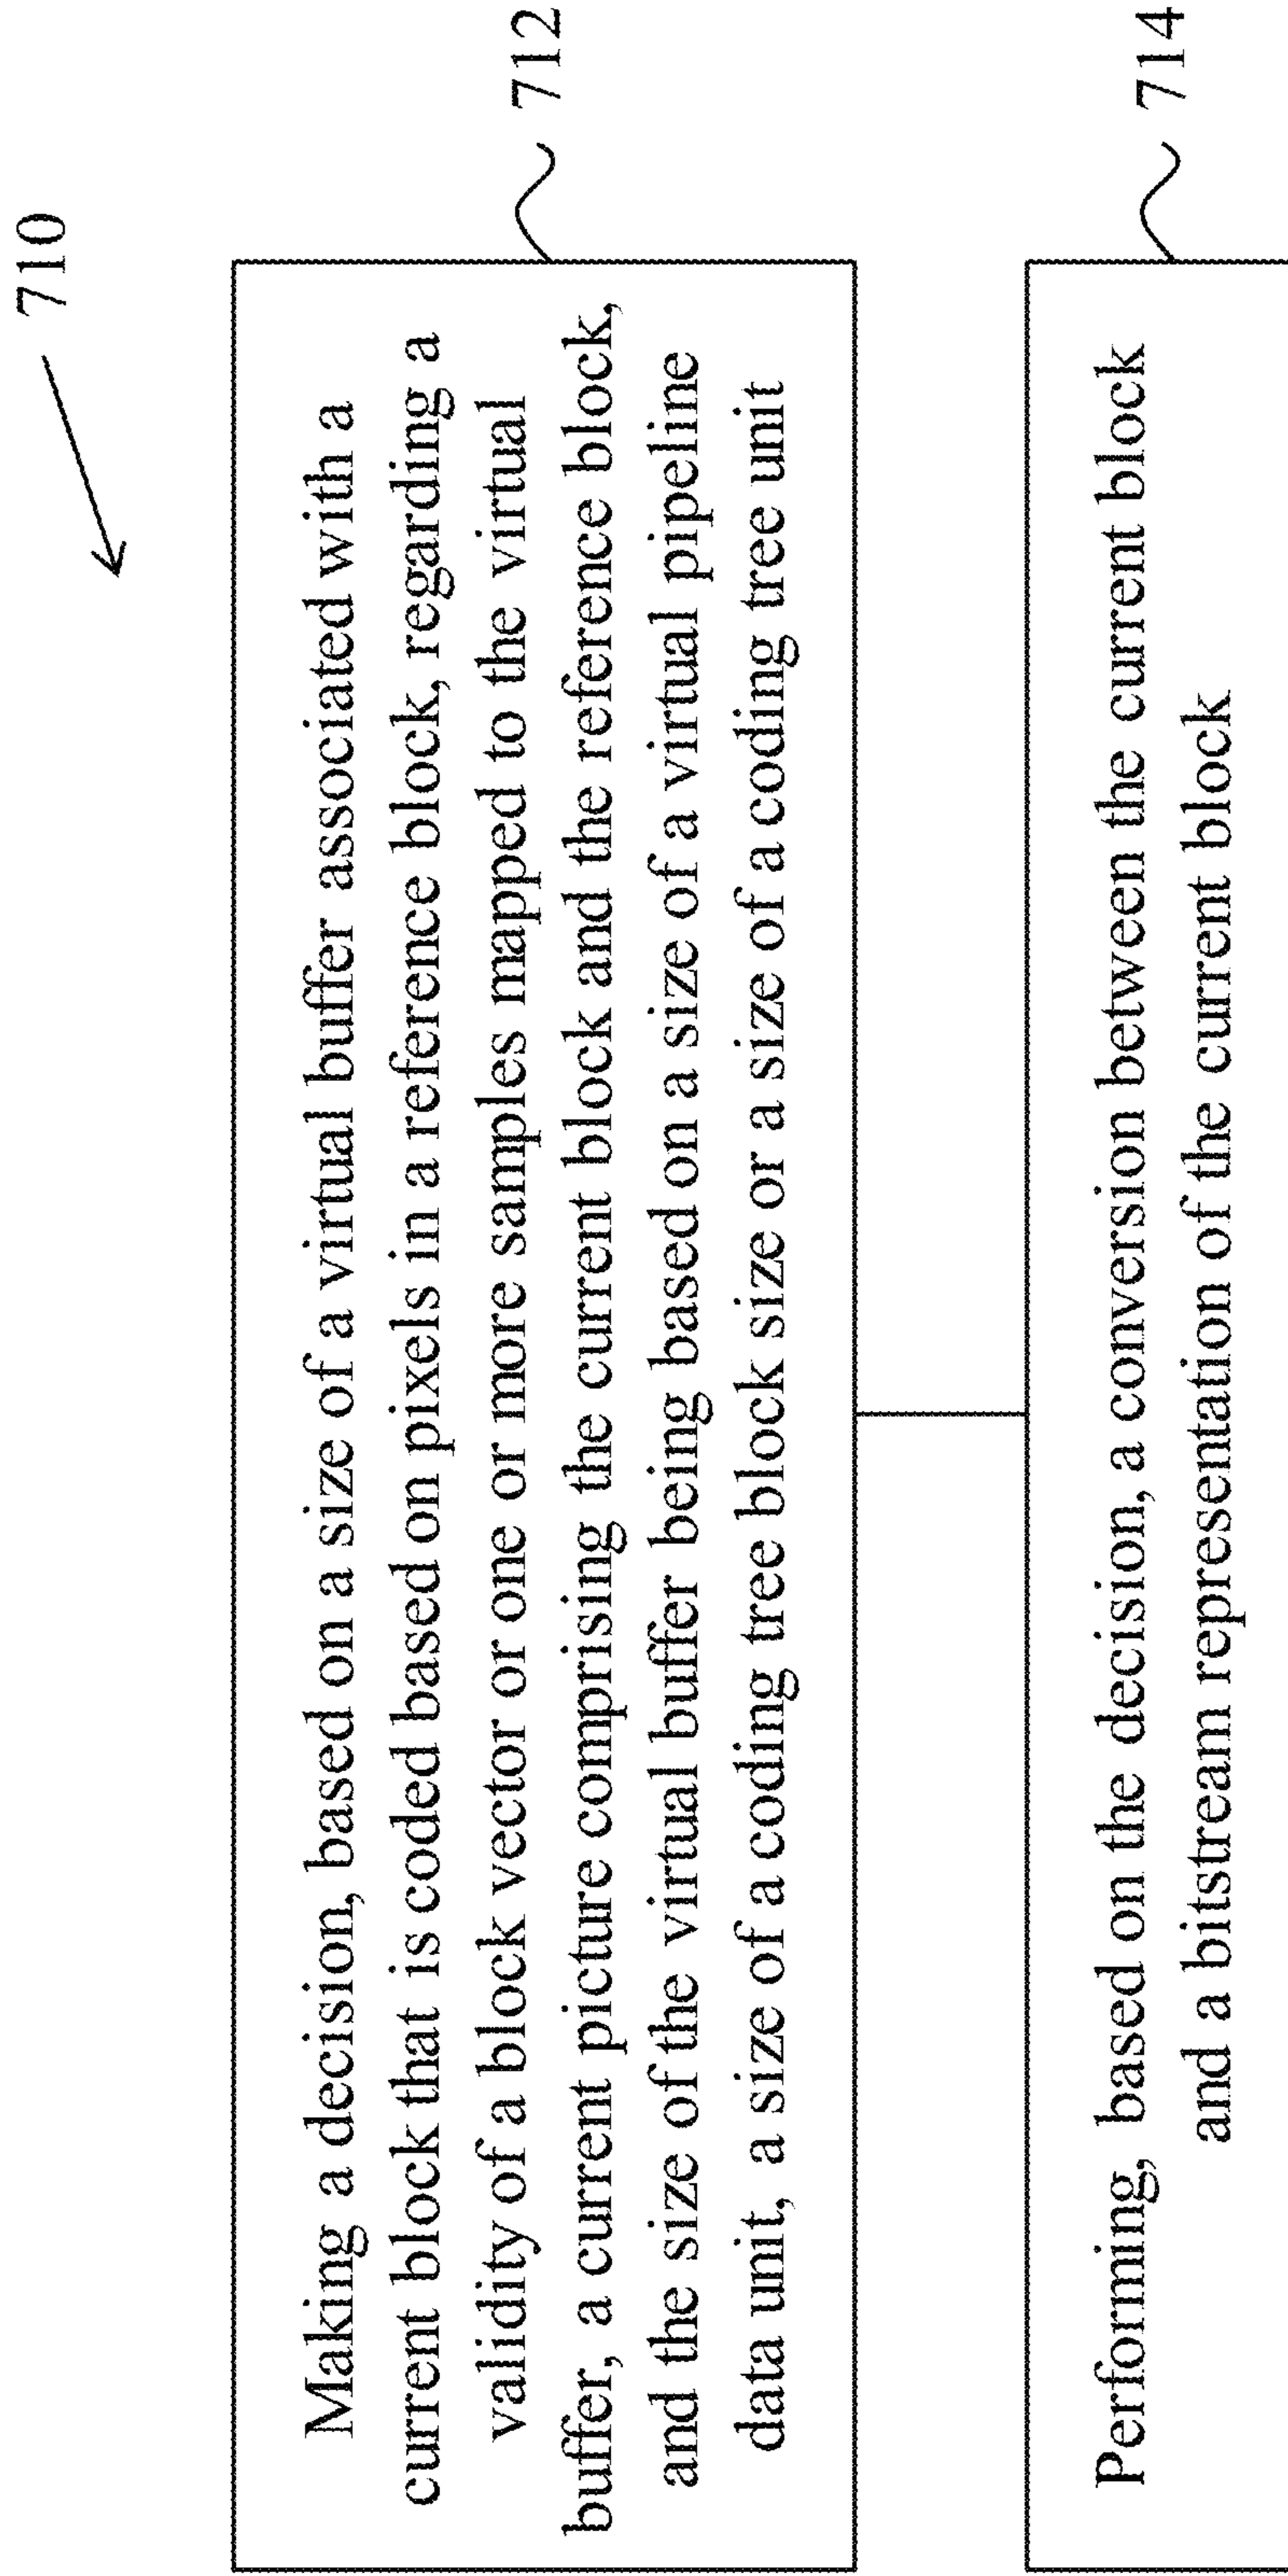 710
Making a decision, based on a size of a virtual buffer associated with a
current block that is coded based on pixels in a reference block, regarding a
validity of a block vector or one or more samples mapped to the virtual
buffer, a current picture comprising the current block and the reference block,
and the size of the virtual buffer being based on a size of a virtual pipeline
data unit, a size of a coding tree block size or a size of a coding tree unit
712
Performing, based on the decision, a conversion between the current block
and a bitstream representation of the current block
714